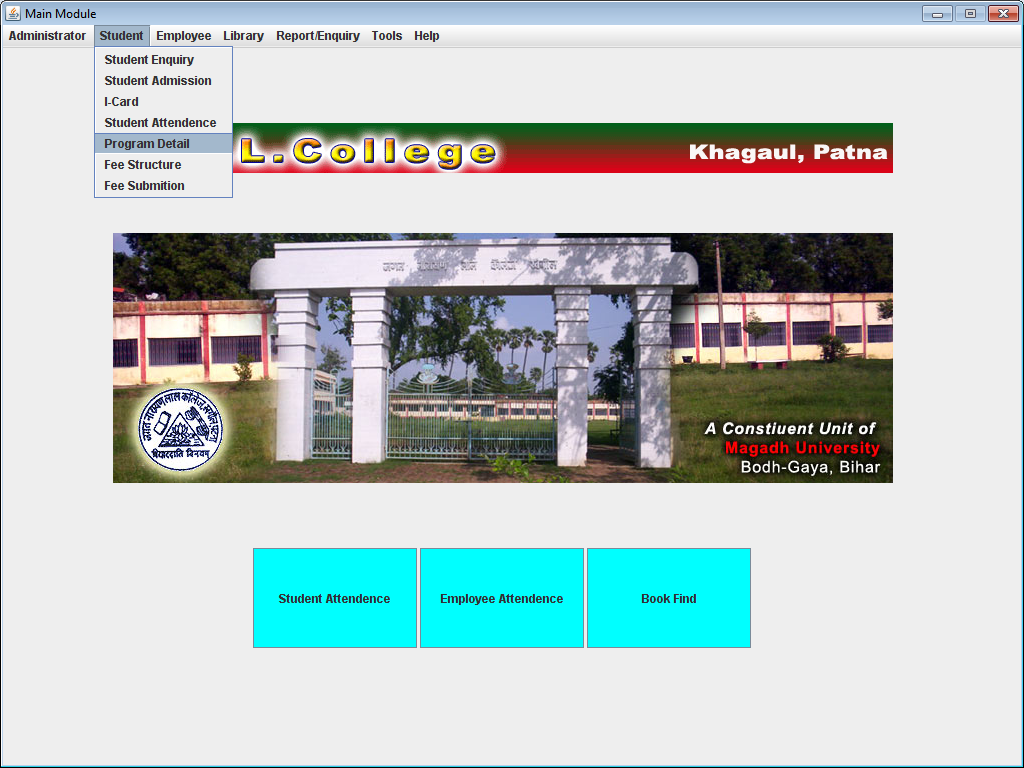 Main Module
Administrator Student Employee Library Report/Enquiry Tools Help
Student Enquiry
Student Admission
I-Card
Student Attendence
Program Detail
Fee Structure
Fee Submition
L.College
Khagaul, Patna
जगत नारायण लाल
A Constiuent Unit of
Magadh University
Bodh-Gaya, Bihar
Student Attendence Employee Attendence Book Find